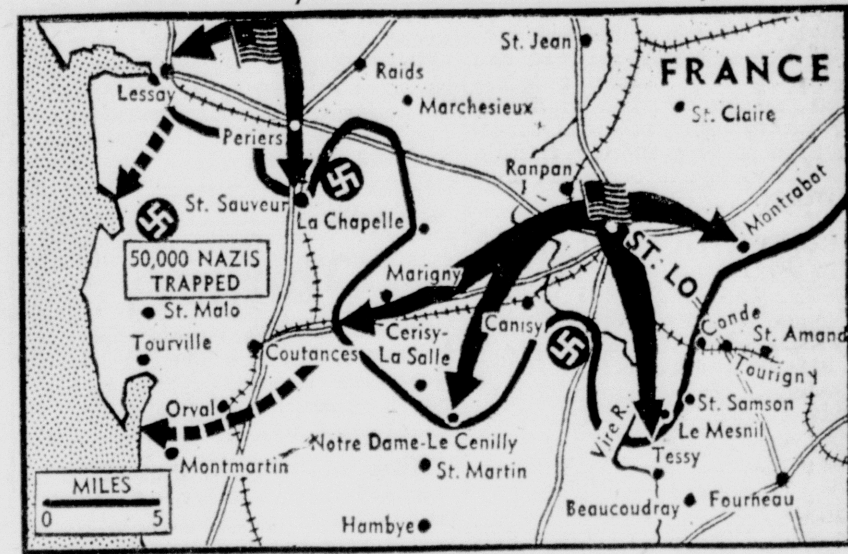 St. Jean
FRANCE
Raids
Lessay
Marchesieux
St. Claire
Periers
Ranpan
Montrabot
St. Sauveur
La Chapelle
50,000 NAZIS
TRAPPED
ST. LO
Marigny
St. Malo
Cerisy-
La Salle
Canisy
Conde
St. Amand
Tourville
Coutances
Tourigny
Orval
St. Samson
Le Mesnil
Vire R.
Notre Dame-Le Cenilly
Tessy
Montmartin
St. Martin
MILES
0 5
Beaucoudray
Fourneau
Hambye